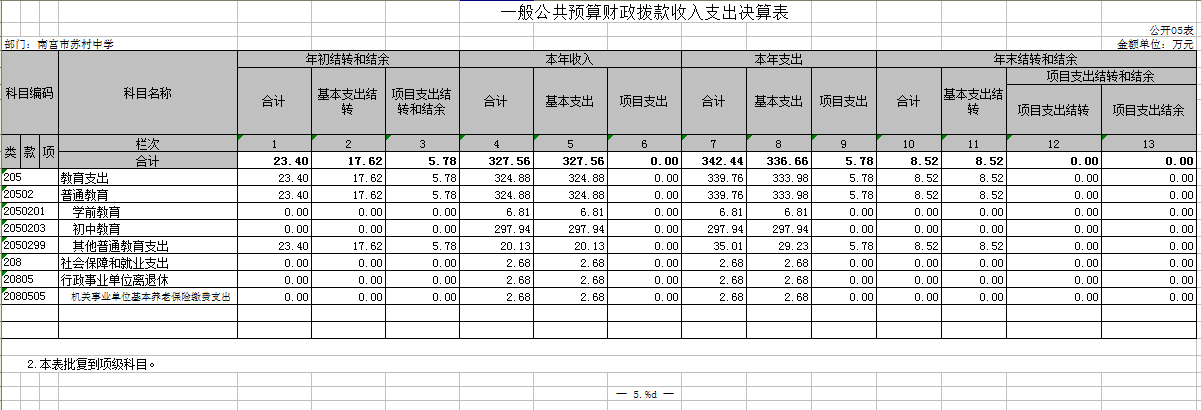 一般公共预算财政拨款收入支出决算表
公开05表
部门：南宫市苏村中学 金额单位：万元
科目编码 科目名称 年初结转和结余 本年收入 本年支出 年末结转和结余
合计 基本支出结转 项目支出结转和结余 合计 基本支出 项目支出 合计 基本支出 项目支出 合计 基本支出结转 项目支出结转和结余
项目支出结转 项目支出结余
类 款 项 栏次 1 2 3 4 5 6 7 8 9 10 11 12 13
合计 23.40 17.62 5.78 327.56 327.56 0.00 342.44 336.66 5.78 8.52 8.52 0.00 0.00
205 教育支出 23.40 17.62 5.78 324.88 324.88 0.00 339.76 333.98 5.78 8.52 8.52 0.00 0.00
20502 普通教育 23.40 17.62 5.78 324.88 324.88 0.00 339.76 333.98 5.78 8.52 8.52 0.00 0.00
2050201 学前教育 0.00 0.00 0.00 6.81 6.81 0.00 6.81 6.81 0.00 0.00 0.00 0.00 0.00
2050203 初中教育 0.00 0.00 0.00 297.94 297.94 0.00 297.94 297.94 0.00 0.00 0.00 0.00 0.00
2050299 其他普通教育支出 23.40 17.62 5.78 20.13 20.13 0.00 35.01 29.23 5.78 8.52 8.52 0.00 0.00
208 社会保障和就业支出 0.00 0.00 0.00 2.68 2.68 0.00 2.68 2.68 0.00 0.00 0.00 0.00 0.00
20805 行政事业单位离退休 0.00 0.00 0.00 2.68 2.68 0.00 2.68 2.68 0.00 0.00 0.00 0.00 0.00
2080505 机关事业单位基本养老保险缴费支出 0.00 0.00 0.00 2.68 2.68 0.00 2.68 2.68 0.00 0.00 0.00 0.00 0.00
2.本表批复到项级科目。
— 5.%d —